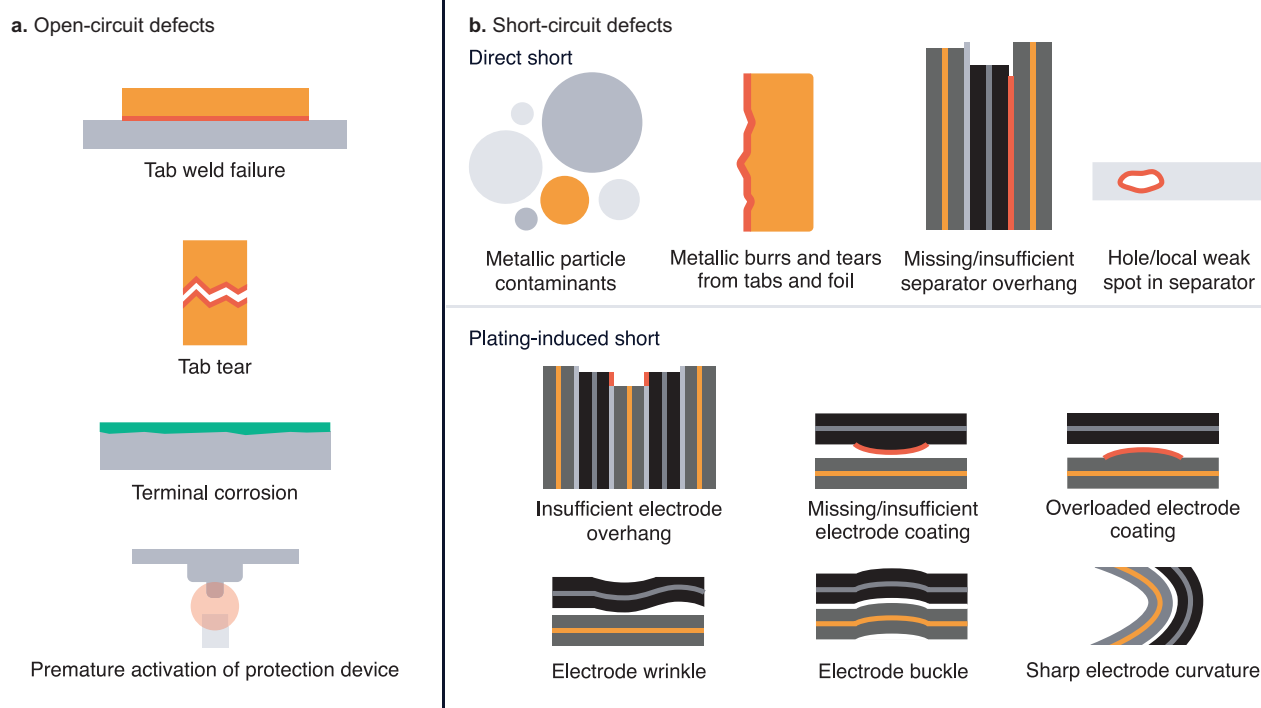 a. Open-circuit defects
Tab weld failure
Tab tear
Terminal corrosion
Premature activation of protection device
b. Short-circuit defects
Direct short
Metallic particle
contaminants
Metallic burrs and tears
from tabs and foil
Missing/insufficient
separator overhang
Hole/local weak
spot in separator
Plating-induced short
Insufficient electrode
overhang
Missing/insufficient
electrode coating
Overloaded electrode
coating
Electrode wrinkle
Electrode buckle
Sharp electrode curvature